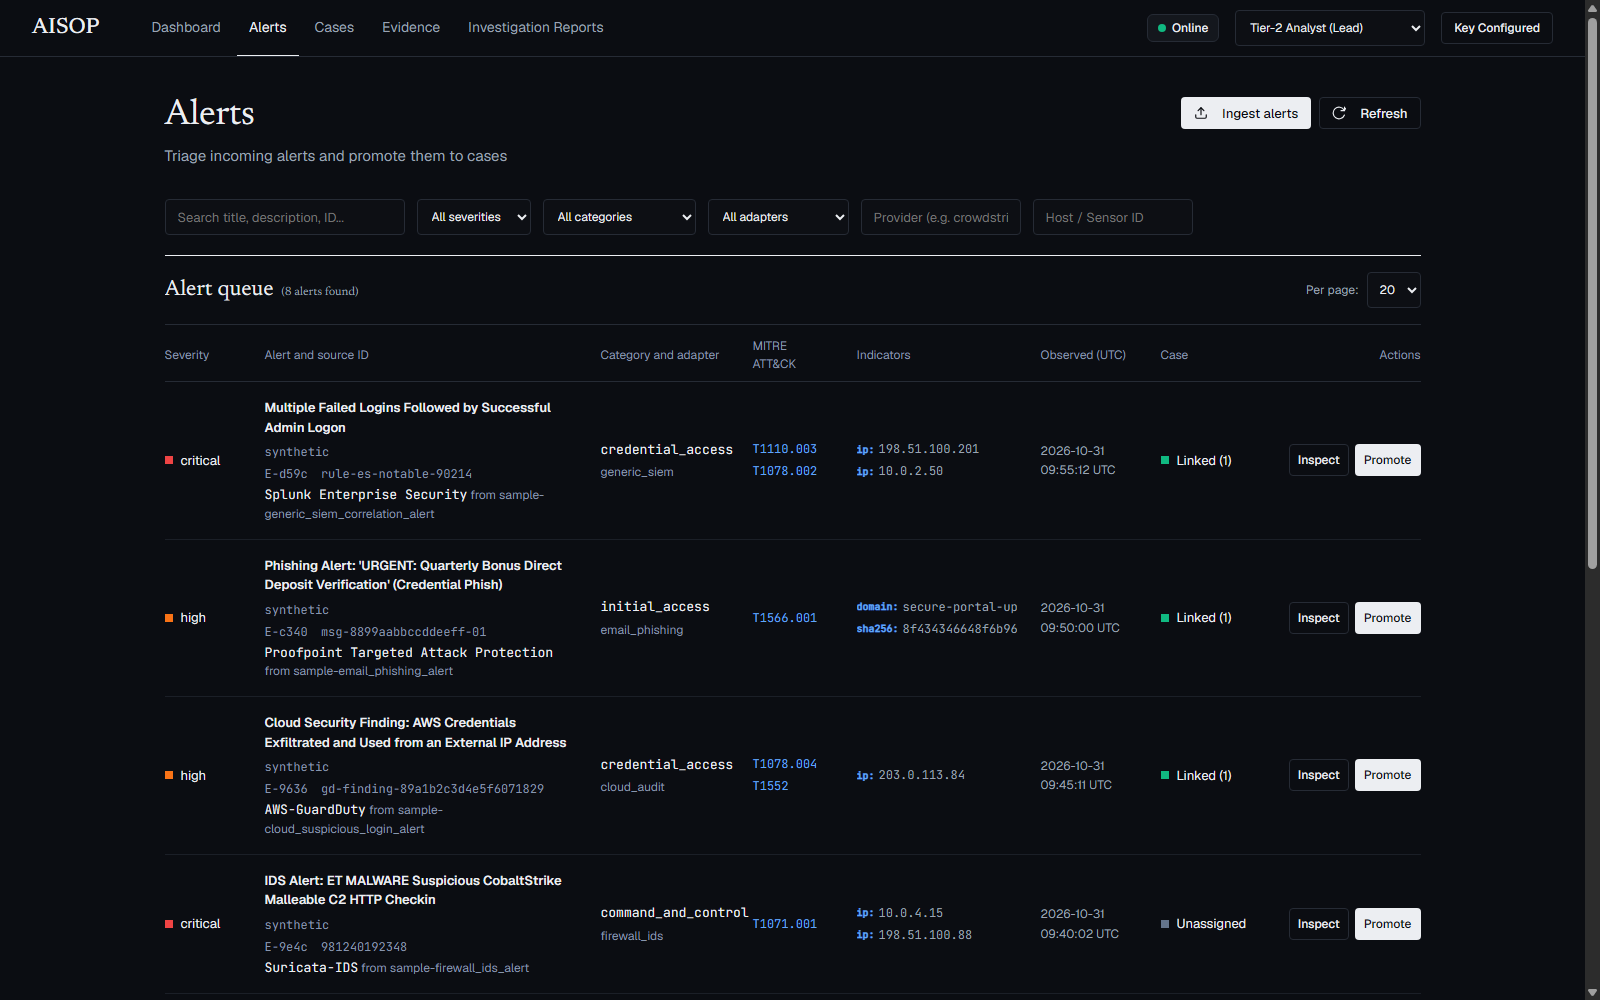 AISOP
Dashboard
Alerts
Cases
Evidence
Investigation Reports
Online
Tier-2 Analyst (Lead)
Key Configured
Alerts
Ingest alerts
Refresh
Triage incoming alerts and promote them to cases
Search title, description, ID...
All severities
All categories
All adapters
Provider (e.g. crowdstri
Host / Sensor ID
Alert queue (8 alerts found)
Per page: 20
Severity
Alert and source ID
Category and adapter
MITRE
ATT&CK
Indicators
Observed (UTC)
Case
Actions
critical
Multiple Failed Logins Followed by Successful
Admin Logon
synthetic
E-d59c rule-es-notable-90214
Splunk Enterprise Security from sample-
generic_siem_correlation_alert
credential_access
generic_siem
T1110.003
T1078.002
ip: 198.51.100.201
ip: 10.0.2.50
2026-10-31
09:55:12 UTC
Linked (1)
Inspect
Promote
high
Phishing Alert: 'URGENT: Quarterly Bonus Direct
Deposit Verification' (Credential Phish)
synthetic
E-c340 msg-8899aabbccddeeff-01
Proofpoint Targeted Attack Protection
from sample-email_phishing_alert
initial_access
email_phishing
T1566.001
domain: secure-portal-up
sha256: 8f434346648f6b96
2026-10-31
09:50:00 UTC
Linked (1)
Inspect
Promote
high
Cloud Security Finding: AWS Credentials
Exfiltrated and Used from an External IP Address
synthetic
E-9636 gd-finding-89a1b2c3d4e5f6071829
AWS-GuardDuty from sample-
cloud_suspicious_login_alert
credential_access
cloud_audit
T1078.004
T1552
ip: 203.0.113.84
2026-10-31
09:45:11 UTC
Linked (1)
Inspect
Promote
critical
IDS Alert: ET MALWARE Suspicious CobaltStrike
Malleable C2 HTTP Checkin
synthetic
E-9e4c 981240192348
Suricata-IDS from sample-firewall_ids_alert
command_and_control
firewall_ids
T1071.001
ip: 10.0.4.15
ip: 198.51.100.88
2026-10-31
09:40:02 UTC
Unassigned
Inspect
Promote